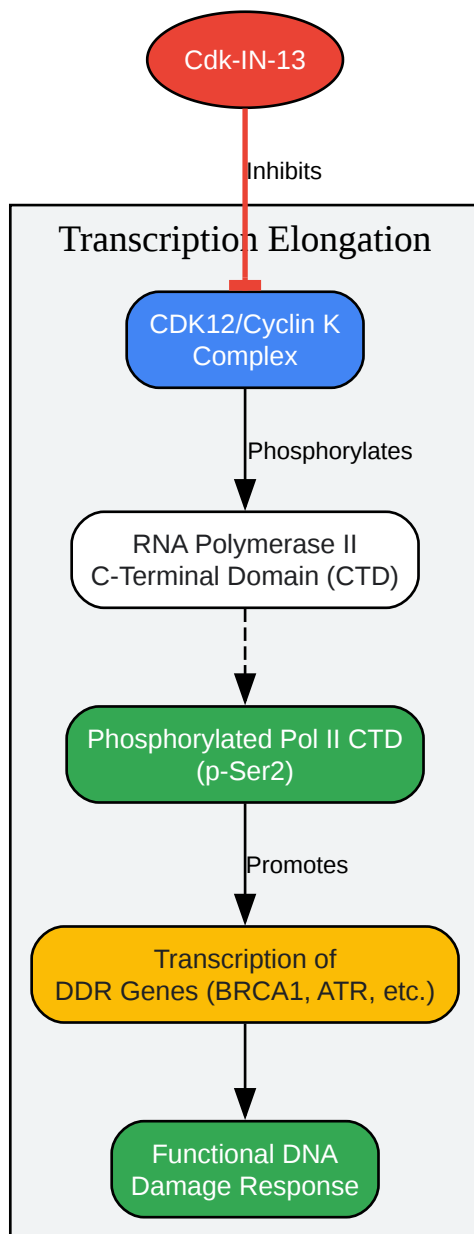 Cdk-IN-13
Inhibits
Transcription Elongation
CDK12/Cyclin K
Complex
Phosphorylates
RNA Polymerase II
C-Terminal Domain (CTD)
Phosphorylated Pol II CTD
(p-Ser2)
Promotes
Transcription of
DDR Genes (BRCA1, ATR, etc.)
Functional DNA
Damage Response